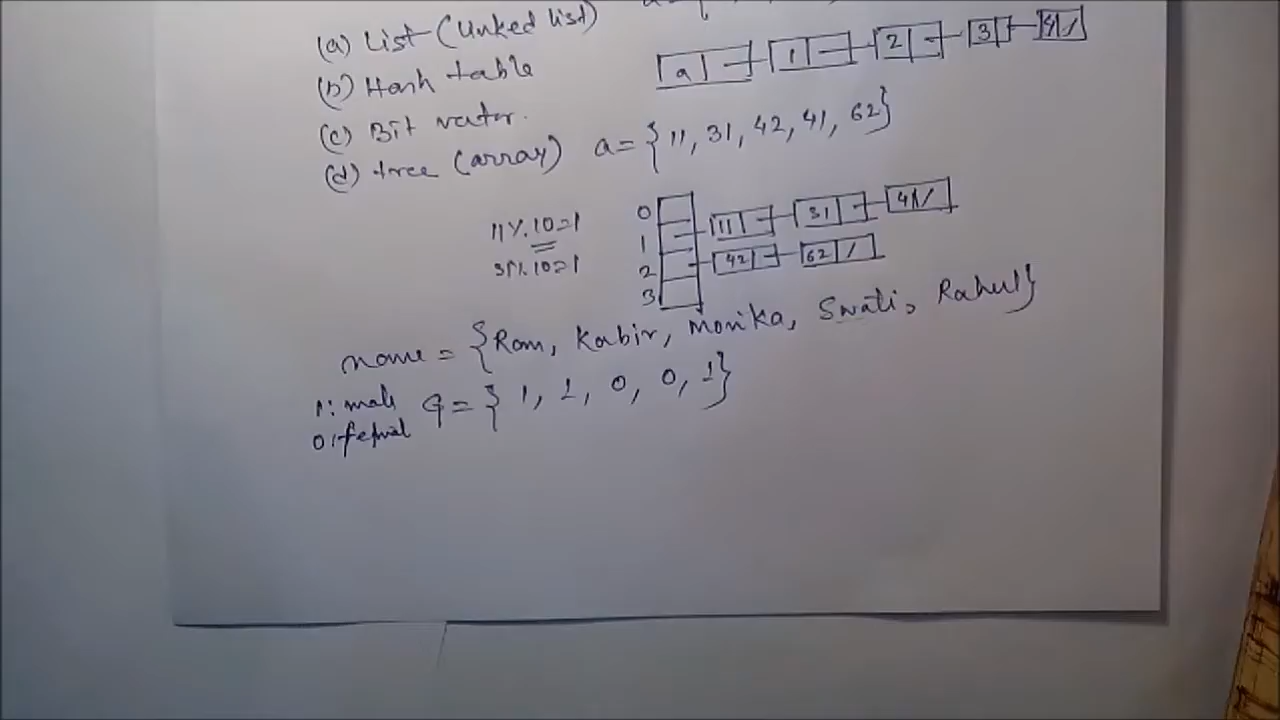 (a) List (Linked list)
a | 1 | 2 | 3 | 4 /
(b) Hash table
(c) Bit vector.
(d) tree (array) a = { 11, 31, 42, 41, 62}
11 % 10 = 1
31 % 10 = 1
0
1 11 31 41 /
2 42 62 /
3
name = {Ram, Kabir, Monika, Swati, Rahul}
1: male G = { 1, 1, 0, 0, 1}
0: